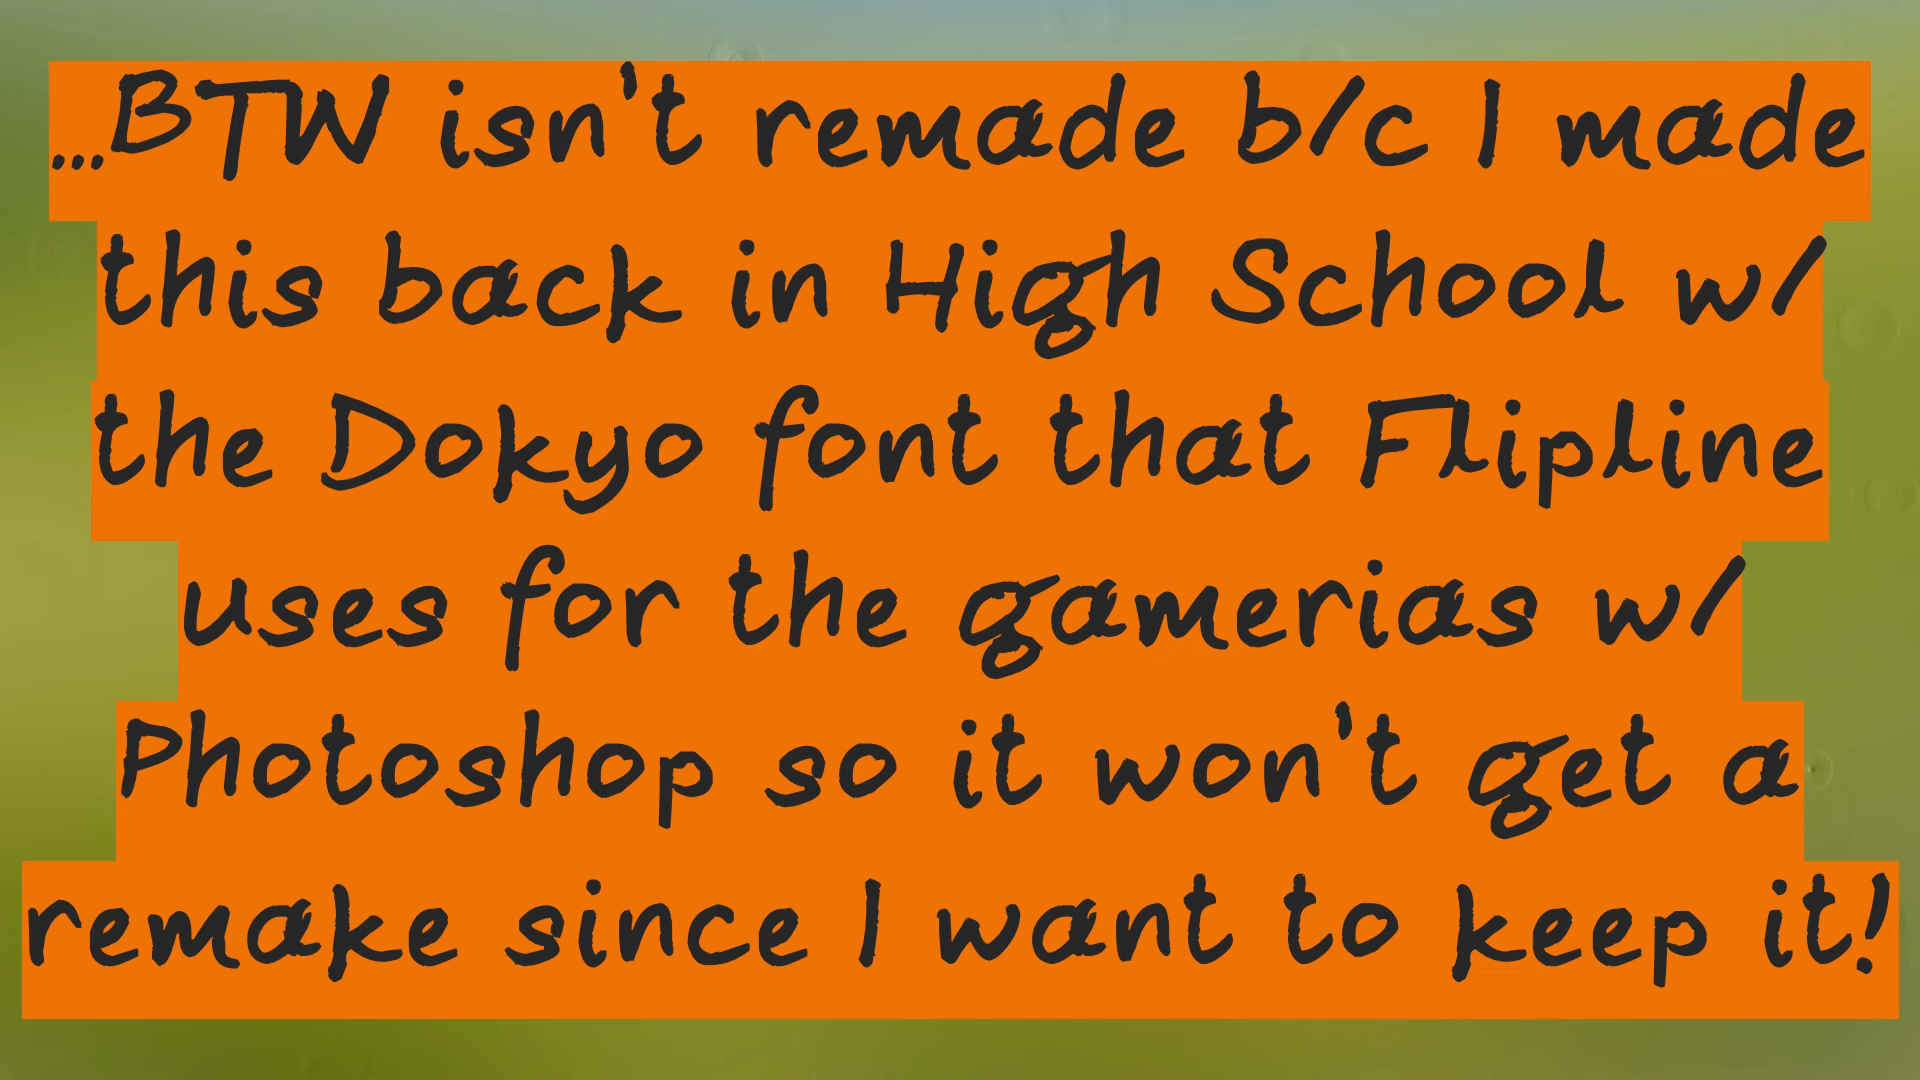 ...BTW isn't remade b/c I made
this back in High School w/
the Dokyo font that Flipline
uses for the gamerias w/
Photoshop so it won't get a
remake since I want to keep it!